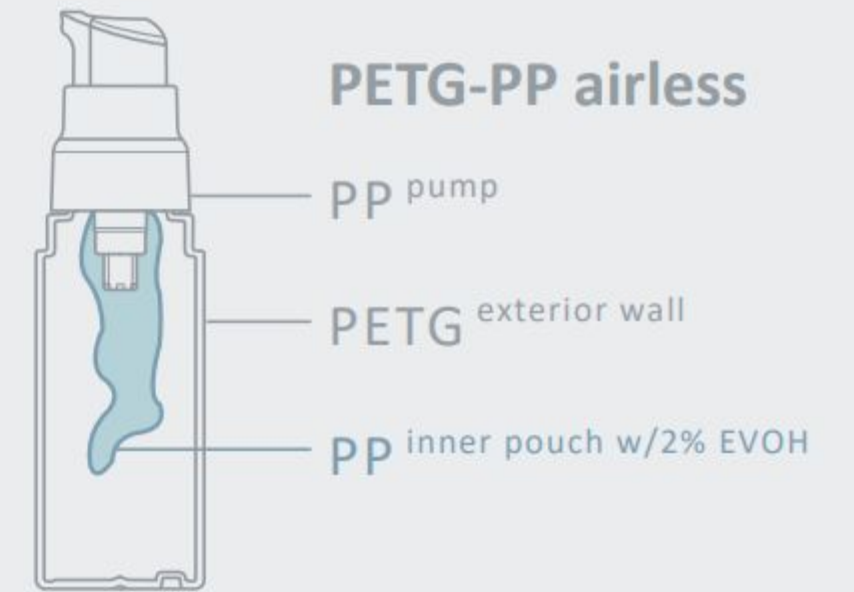 PETG-PP airless
PP pump
PETG exterior wall
PP inner pouch w/2% EVOH